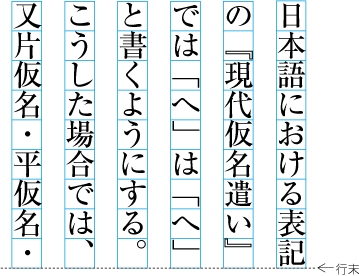 日本語における表記
の『現代仮名遣い』
では「へ」は「へ」
と書くようにする。
こうした場合では、
又片仮名・平仮名・
←行末